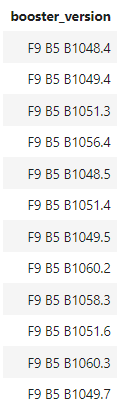 booster_version
F9 B5 B1048.4
F9 B5 B1049.4
F9 B5 B1051.3
F9 B5 B1056.4
F9 B5 B1048.5
F9 B5 B1051.4
F9 B5 B1049.5
F9 B5 B1060.2
F9 B5 B1058.3
F9 B5 B1051.6
F9 B5 B1060.3
F9 B5 B1049.7